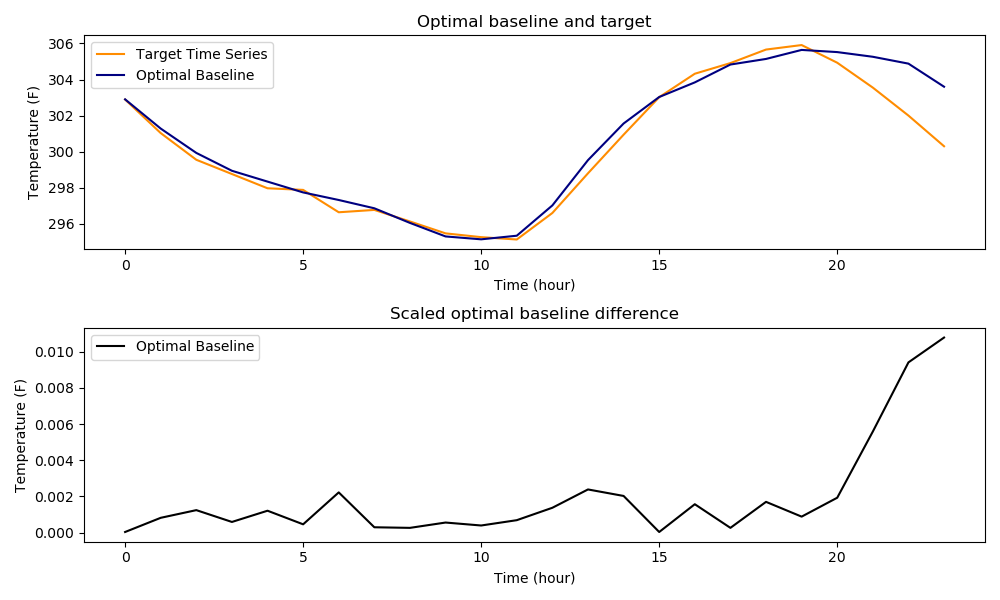 Optimal baseline and target
Temperature (F)
306
304
302
300
298
296
Target Time Series
Optimal Baseline
0 5 10 15 20
Time (hour)
Scaled optimal baseline difference
Temperature (F)
0.010
0.008
0.006
0.004
0.002
0.000
Optimal Baseline
0 5 10 15 20
Time (hour)